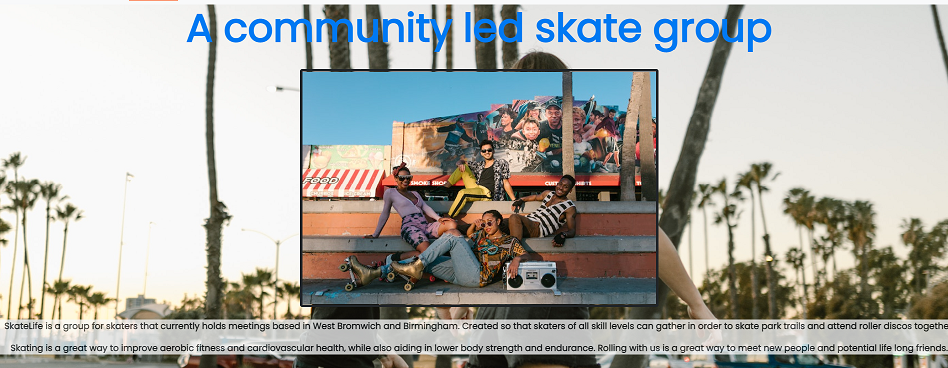 A community led skate group
FOOD
SMOKE SHOP
SkateLife is a group for skaters that currently holds meetings based in West Bromwich and Birmingham. Created so that skaters of all skill levels can gather in order to skate park trails and attend roller discos togethe
Skating is a great way to improve aerobic fitness and cardiovascular health, while also aiding in lower body strength and endurance. Rolling with us is a great way to meet new people and potential life long friends.